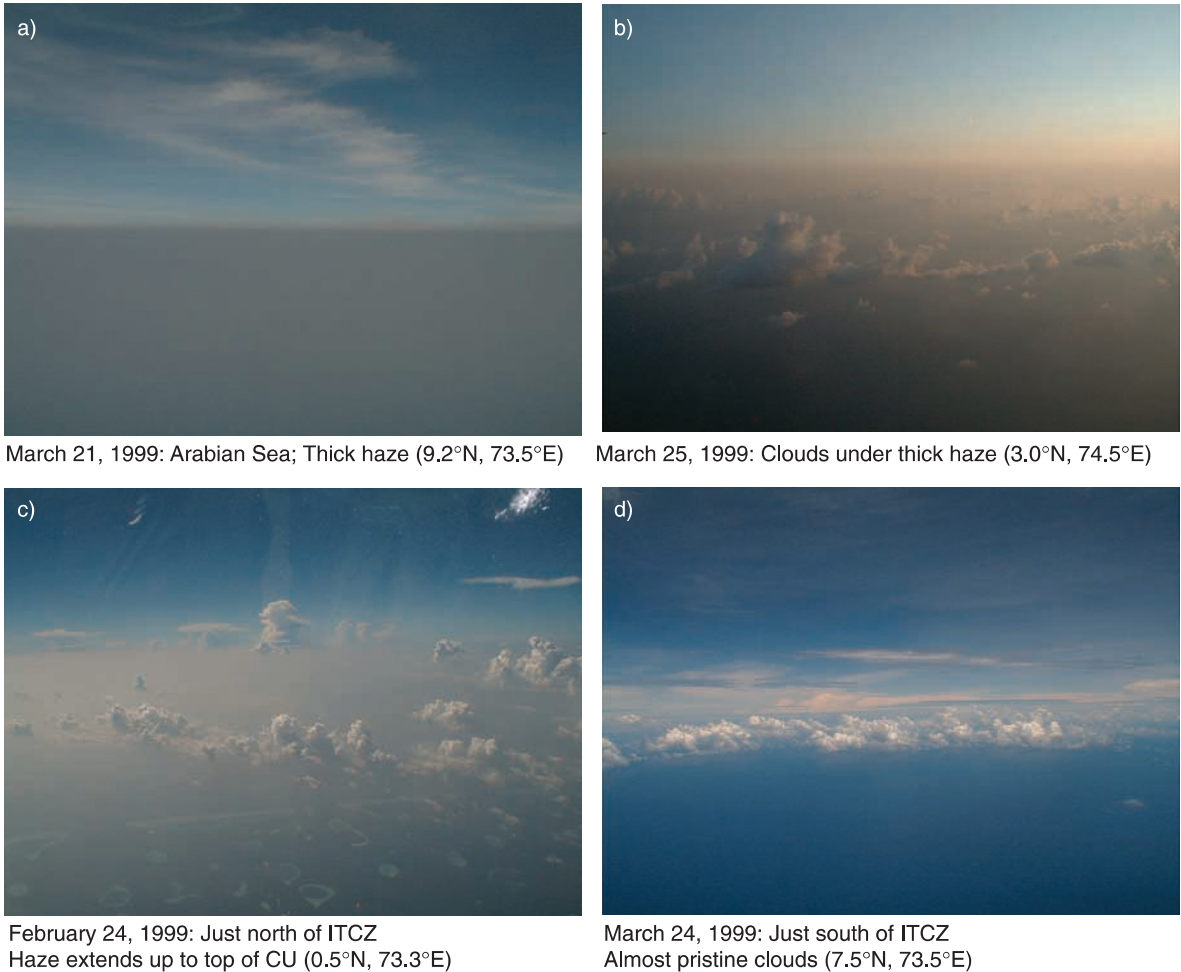 a)
b)
March 21, 1999: Arabian Sea; Thick haze (9.2°N, 73.5°E)
March 25, 1999: Clouds under thick haze (3.0°N, 74.5°E)
c)
d)
February 24, 1999: Just north of ITCZ
Haze extends up to top of CU (0.5°N, 73.3°E)
March 24, 1999: Just south of ITCZ
Almost pristine clouds (7.5°N, 73.5°E)